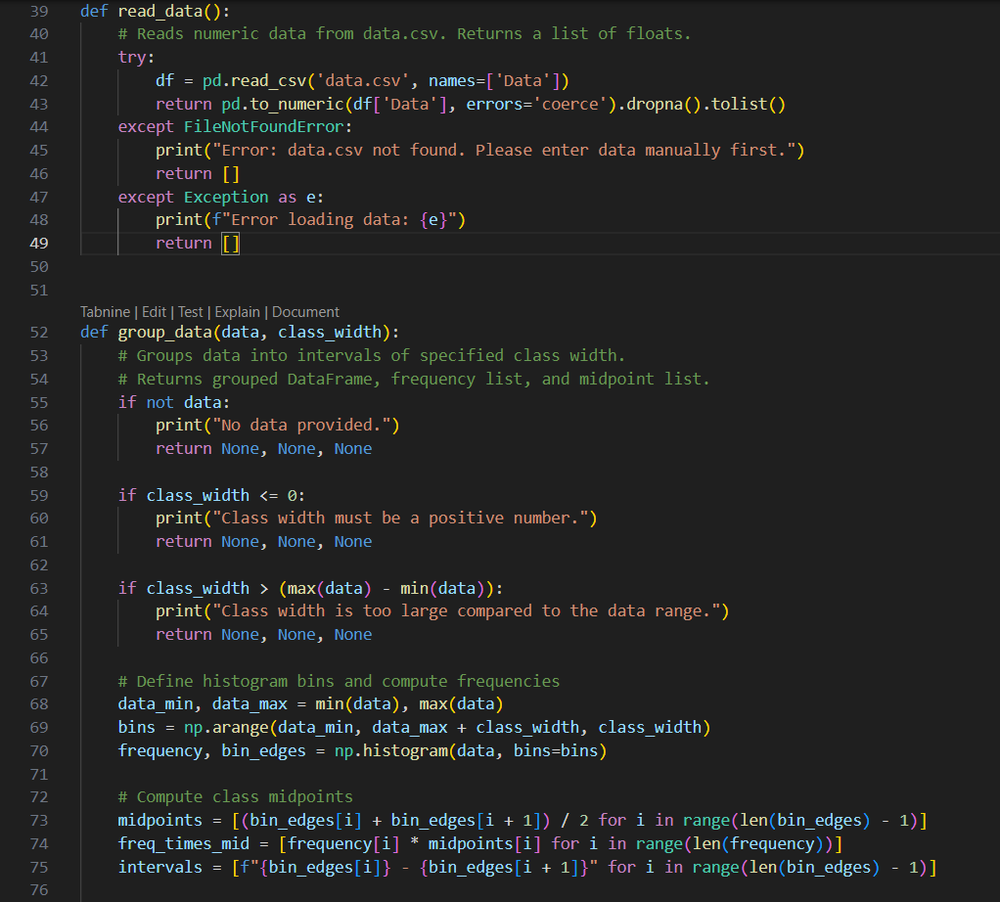 39 def read_data():
40     # Reads numeric data from data.csv. Returns a list of floats.
41     try:
42         df = pd.read_csv('data.csv', names=['Data'])
43         return pd.to_numeric(df['Data'], errors='coerce').dropna().tolist()
44     except FileNotFoundError:
45         print("Error: data.csv not found. Please enter data manually first.")
46         return []
47     except Exception as e:
48         print(f"Error loading data: {e}")
49         return []
50
51
Tabnine | Edit | Test | Explain | Document
52 def group_data(data, class_width):
53     # Groups data into intervals of specified class width.
54     # Returns grouped DataFrame, frequency list, and midpoint list.
55     if not data:
56         print("No data provided.")
57         return None, None, None
58
59     if class_width <= 0:
60         print("Class width must be a positive number.")
61         return None, None, None
62
63     if class_width > (max(data) - min(data)):
64         print("Class width is too large compared to the data range.")
65         return None, None, None
66
67     # Define histogram bins and compute frequencies
68     data_min, data_max = min(data), max(data)
69     bins = np.arange(data_min, data_max + class_width, class_width)
70     frequency, bin_edges = np.histogram(data, bins=bins)
71
72     # Compute class midpoints
73     midpoints = [(bin_edges[i] + bin_edges[i + 1]) / 2 for i in range(len(bin_edges) - 1)]
74     freq_times_mid = [frequency[i] * midpoints[i] for i in range(len(frequency))]
75     intervals = [f"{bin_edges[i]} - {bin_edges[i + 1]}" for i in range(len(bin_edges) - 1)]
76